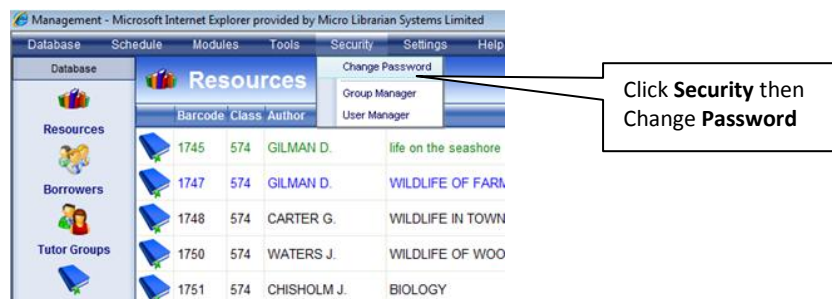 Management - Microsoft Internet Explorer provided by Micro Librarian Systems Limited
Database Schedule Modules Tools Security Settings Help
Database
Resources
Change Password
Group Manager
User Manager
Click Security then
Change Password
Barcode Class Author
Resources
1745 574 GILMAN D. life on the seashore
1747 574 GILMAN D. WILDLIFE OF FARM
Borrowers
1748 574 CARTER G. WILDLIFE IN TOWN
1750 574 WATERS J. WILDLIFE OF WOO
Tutor Groups
1751 574 CHISHOLM J. BIOLOGY